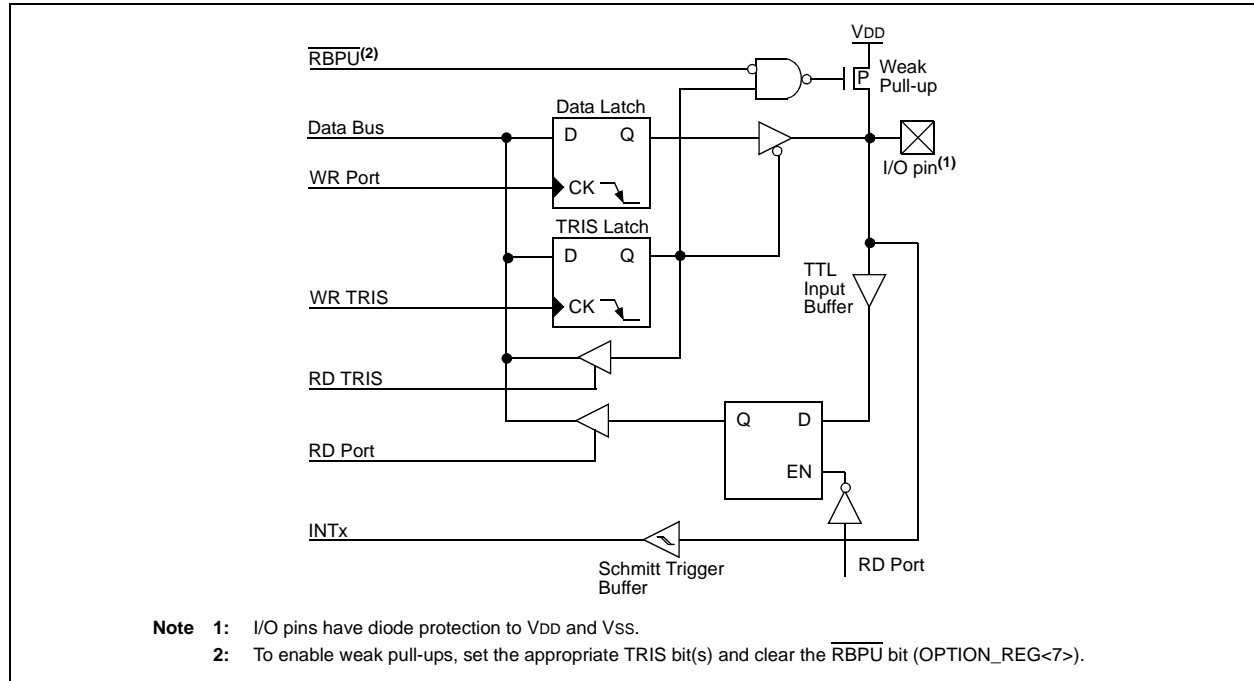 VDD
RBPU(2)
Weak
Pull-up
P
Data Latch
Data Bus
D Q
I/O pin(1)
WR Port
CK
TRIS Latch
D Q
TTL
Input
Buffer
WR TRIS
CK
RD TRIS
Q D
RD Port
EN
INTx
Schmitt Trigger
Buffer
RD Port
Note 1: I/O pins have diode protection to VDD and VSS.
2: To enable weak pull-ups, set the appropriate TRIS bit(s) and clear the RBPU bit (OPTION_REG<7>).